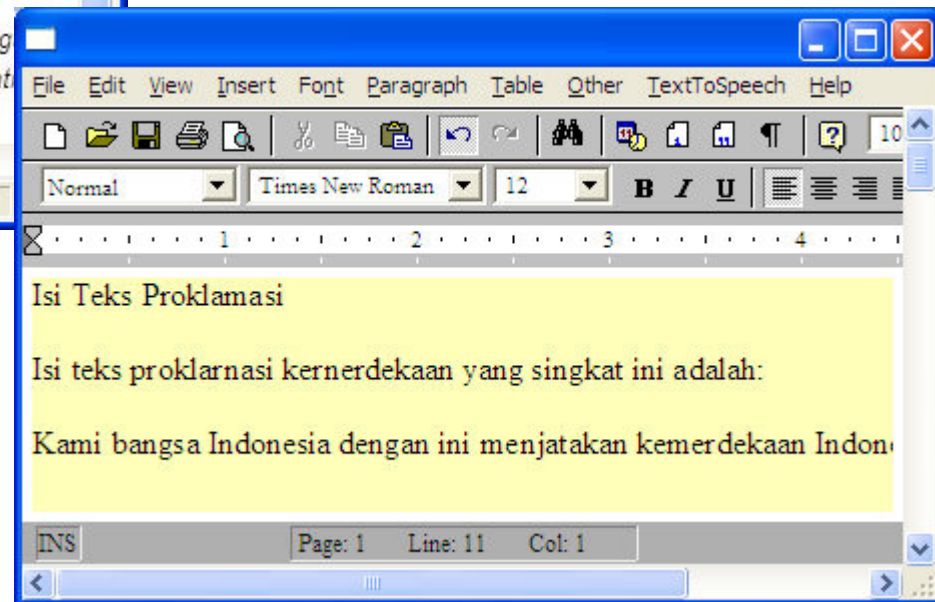 File Edit View Insert Font Paragraph Table Other TextToSpeech Help
10
Normal Times New Roman 12 B I U
1 2 3 4
Isi Teks Proklamasi
Isi teks proklarnasi kernerdekaan yang singkat ini adalah:
Kami bangsa Indonesia dengan ini menjatakan kemerdekaan
INS Page: 1 Line: 11 Col: 1